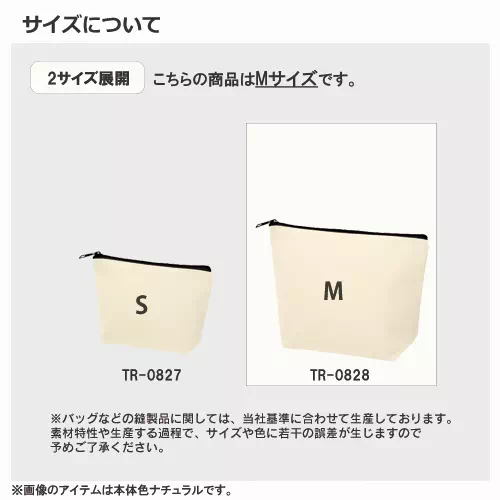 サイズについて
2サイズ展開
こちらの商品はMサイズです。
S
M
TR-0827
TR-0828
※バッグなどの縫製品に関しては、当社基準に合わせて生産しております。
素材特性や生産する過程で、サイズや色に若干の誤差が生じますので
予めご了承ください。
※画像のアイテムは本体色ナチュラルです。